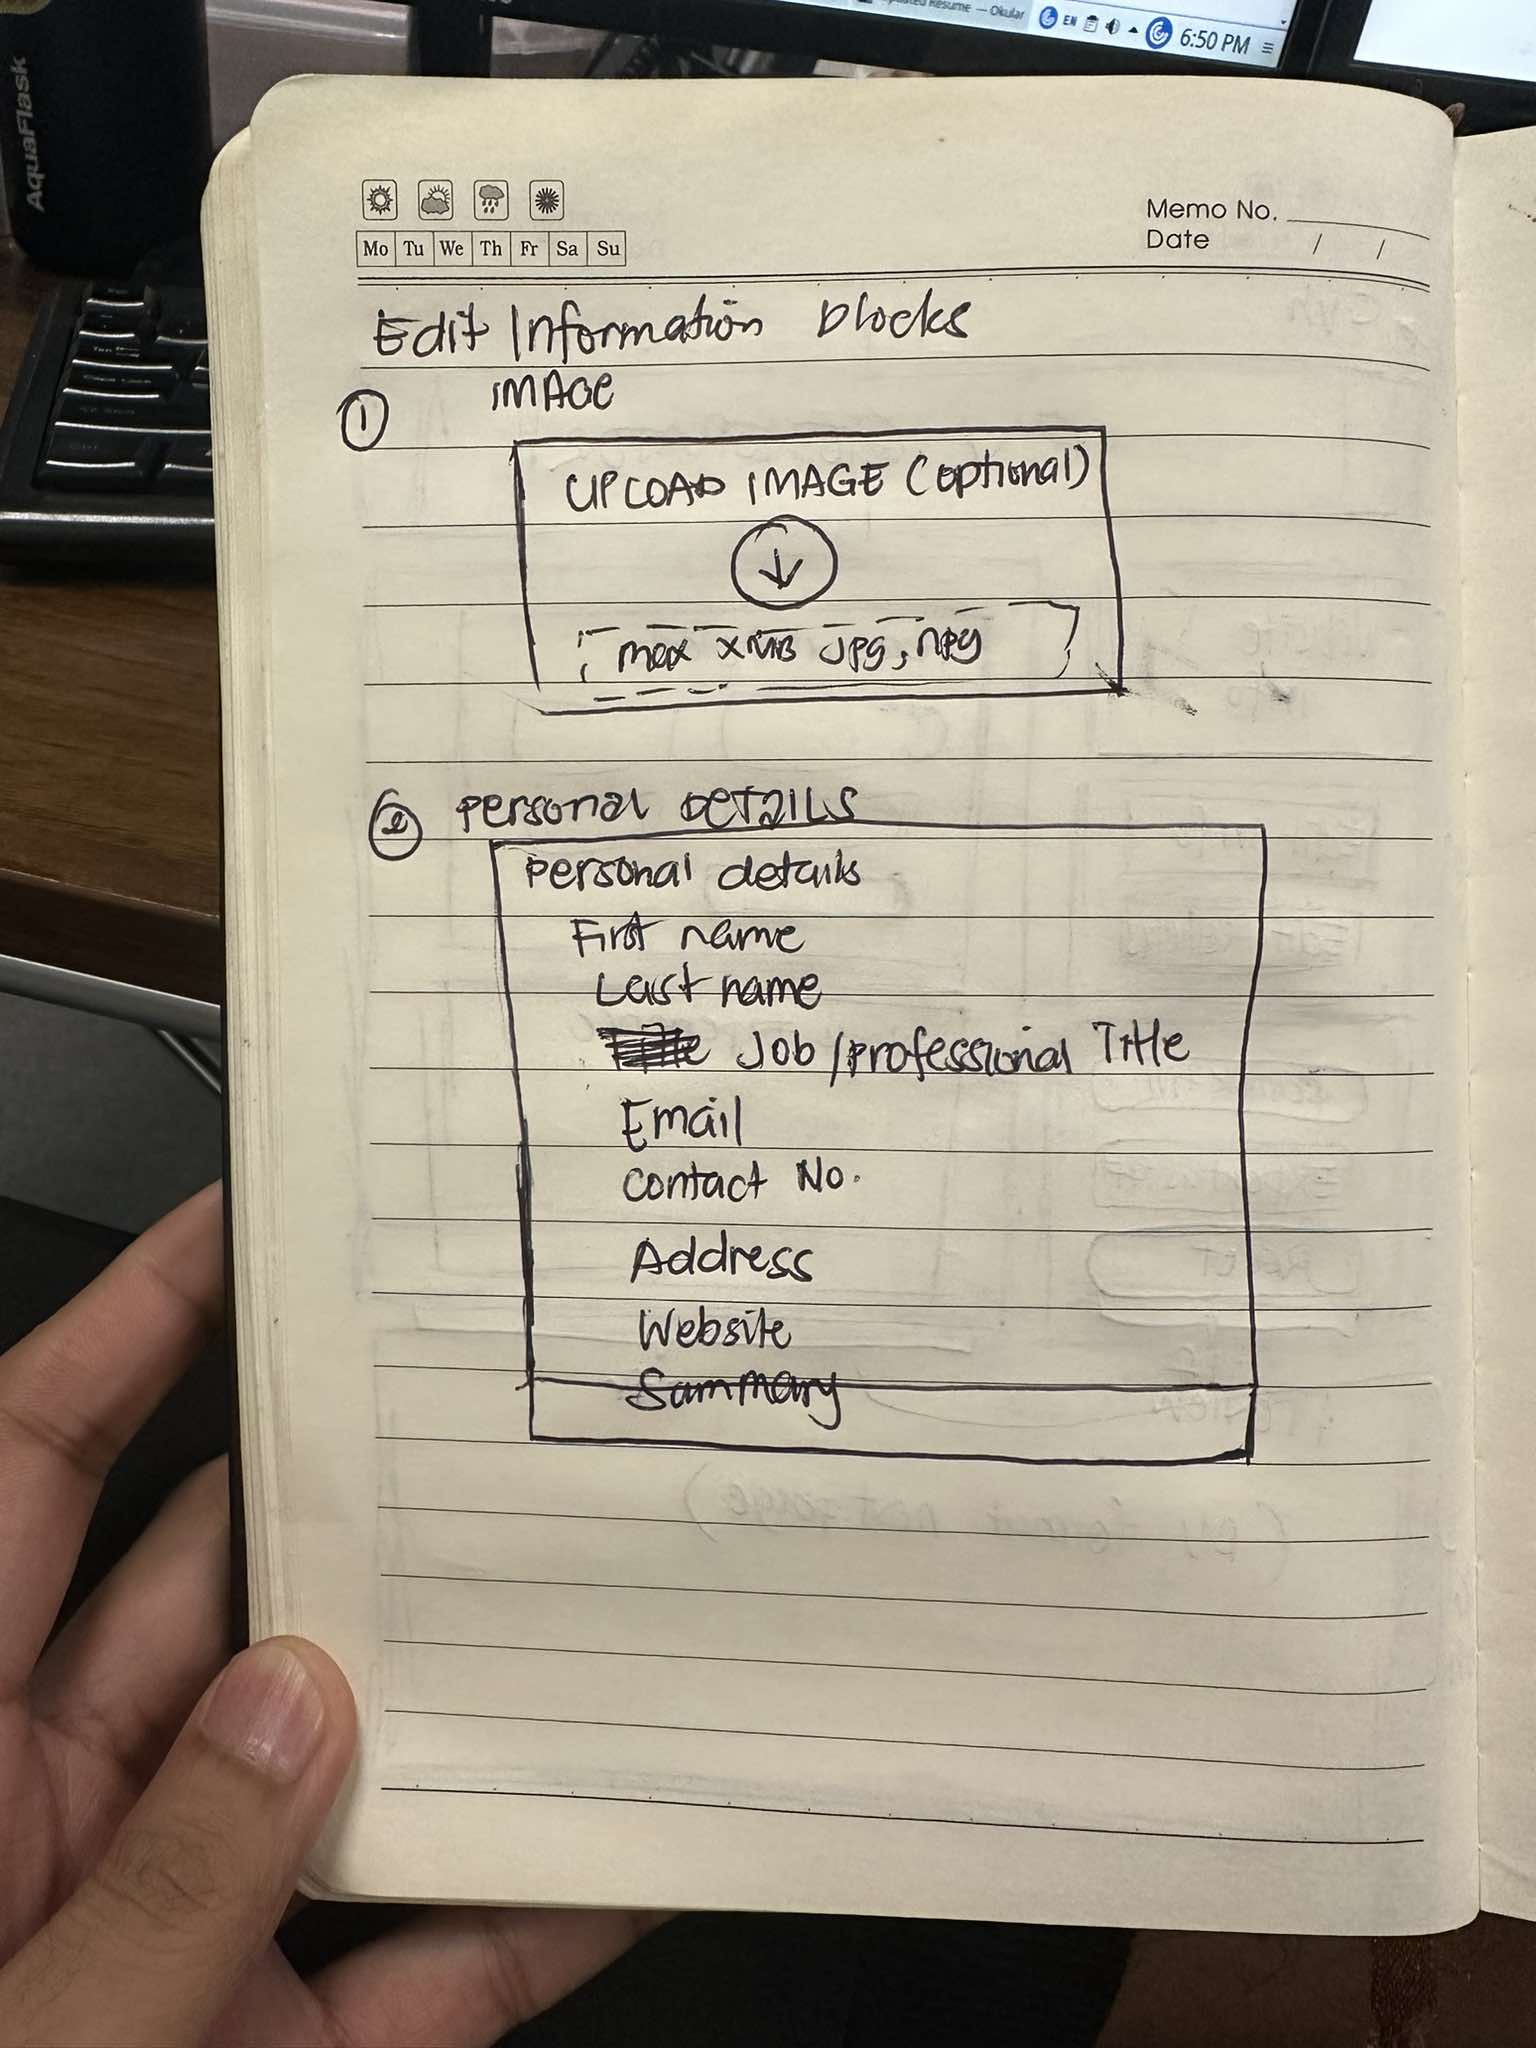 AquaFlask
Updated Resume — Okular
EN
6:50 PM
Memo No.
Date / /
Mo Tu We Th Fr Sa Su
Edit Information blocks
1
IMAGE
UPLOAD IMAGE (optional)
max XMB jpg, npg
2 PERSONAL DETAILS
Personal details
First name
Last name
Job/professional Title
Email
Contact No.
Address
Website
Summary